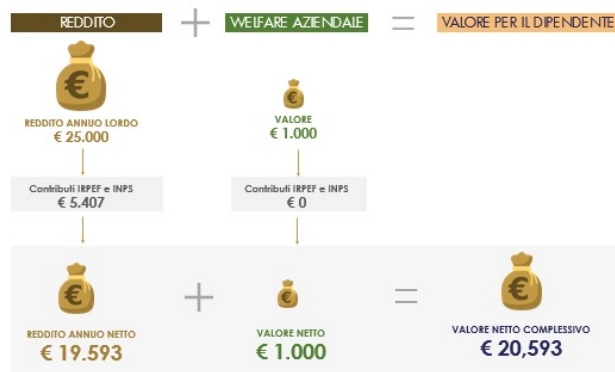 REDDITO + WELFARE AZIENDALE = VALORE PER IL DIPENDENTE
€
REDDITO ANNUO LORDO
€ 25.000
€
VALORE
€ 1.000
Contributi IRPEF e INPS
€ 5.407
Contributi IRPEF e INPS
€ 0
€ + € = €
REDDITO ANNUO NETTO
€ 19.593
VALORE NETTO
€ 1.000
VALORE NETTO COMPLESSIVO
€ 20,593